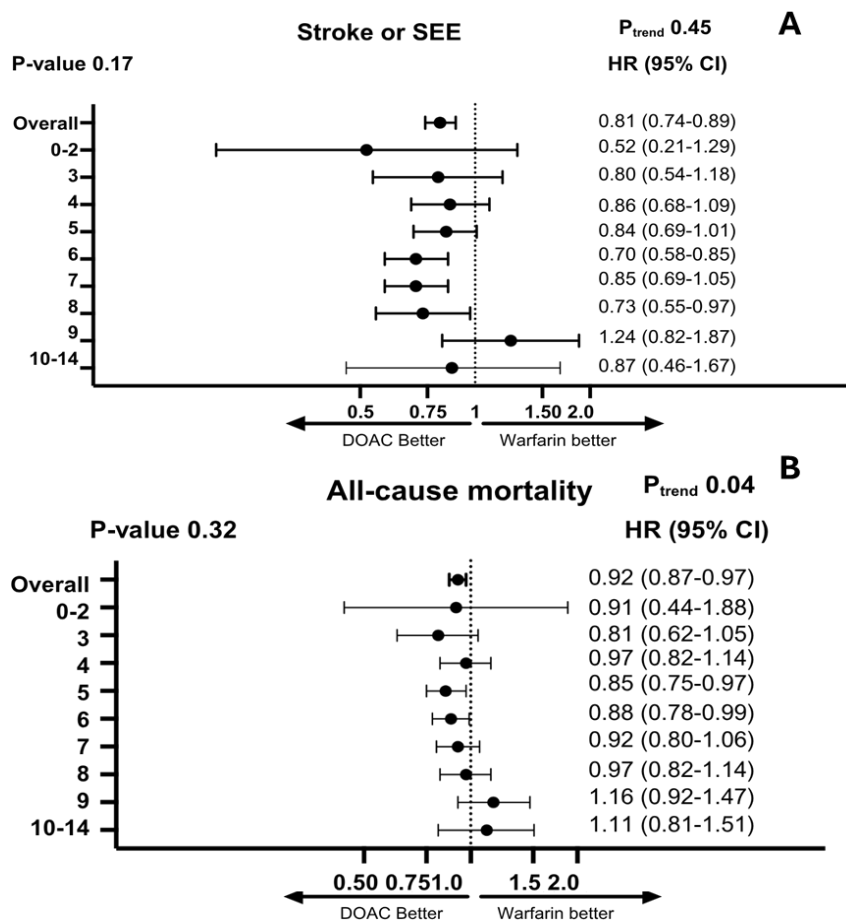 Stroke or SEE
P_trend 0.45
A
P-value 0.17
HR (95% CI)
Overall 0.81 (0.74-0.89)
0-2 0.52 (0.21-1.29)
3 0.80 (0.54-1.18)
4 0.86 (0.68-1.09)
5 0.84 (0.69-1.01)
6 0.70 (0.58-0.85)
7 0.85 (0.69-1.05)
8 0.73 (0.55-0.97)
9 1.24 (0.82-1.87)
10-14 0.87 (0.46-1.67)
0.5 0.75 1 1.50 2.0
DOAC Better Warfarin better
B
All-cause mortality
P_trend 0.04
P-value 0.32
HR (95% CI)
Overall 0.92 (0.87-0.97)
0-2 0.91 (0.44-1.88)
3 0.81 (0.62-1.05)
4 0.97 (0.82-1.14)
5 0.85 (0.75-0.97)
6 0.88 (0.78-0.99)
7 0.92 (0.80-1.06)
8 0.97 (0.82-1.14)
9 1.16 (0.92-1.47)
10-14 1.11 (0.81-1.51)
0.50 0.75 1.0 1.5 2.0
DOAC Better Warfarin better